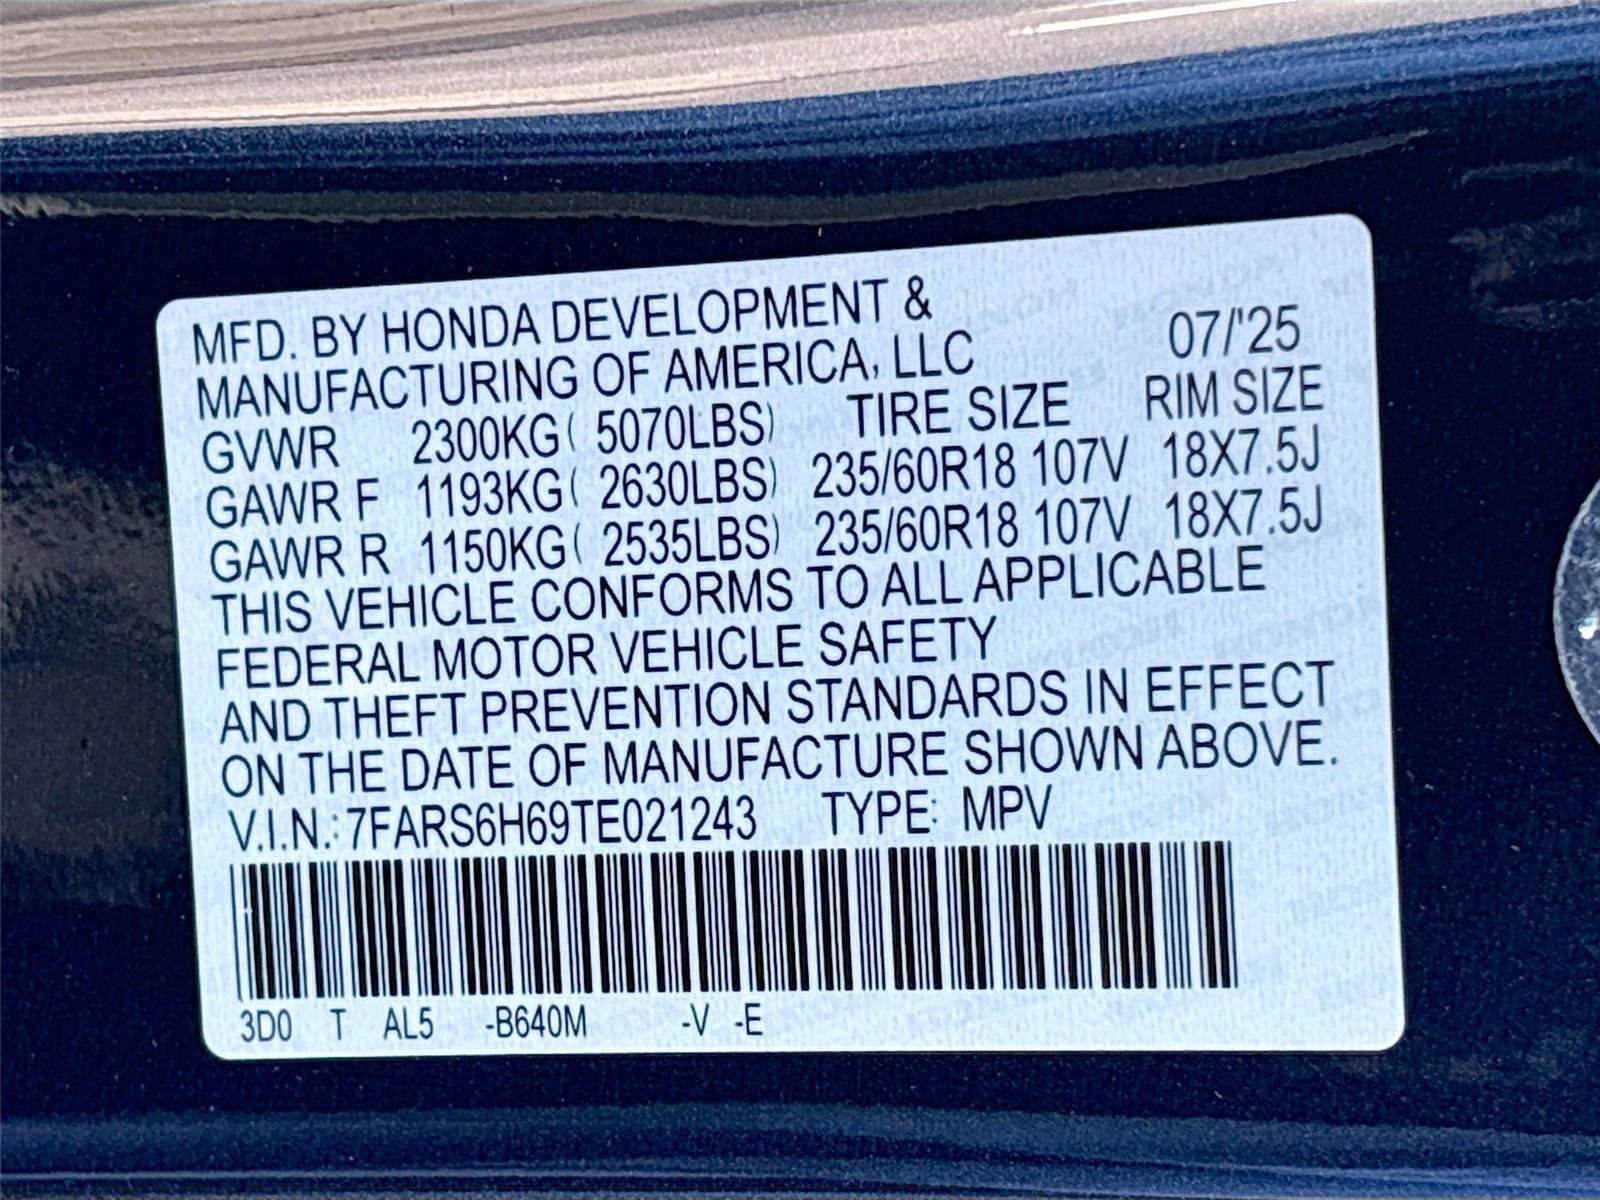 MFD. BY HONDA DEVELOPMENT &
MANUFACTURING OF AMERICA, LLC 07/'25
GVWR 2300KG( 5070LBS) TIRE SIZE RIM SIZE
GAWR F 1193KG( 2630LBS) 235/60R18 107V 18X7.5J
GAWR R 1150KG( 2535LBS) 235/60R18 107V 18X7.5J
THIS VEHICLE CONFORMS TO ALL APPLICABLE
FEDERAL MOTOR VEHICLE SAFETY
AND THEFT PREVENTION STANDARDS IN EFFECT
ON THE DATE OF MANUFACTURE SHOWN ABOVE.
V.I.N.: 7FARS6H69TE021243 TYPE: MPV
3D0 T AL5 -B640M -V -E